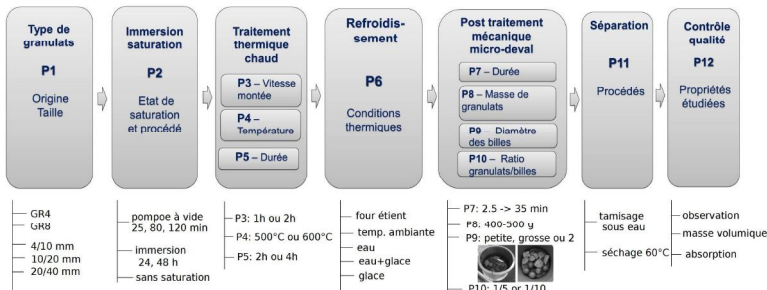 Type de
granulats
P1
Origine
Taille
Immersion
saturation
P2
Etat de
saturation
et procédé
Traitement
thermique
chaud
P3 – Vitesse
montée
P4 –
Température
P5 – Durée
Refroidis-
sement
P6
Conditions
thermiques
Post traitement
mécanique
micro-deval
P7 – Durée
P8 – Masse de
granulats
P9 – Diamètre
des billes
P10 – Ratio
granulats/billes
Séparation
P11
Procédés
Contrôle
qualité
P12
Propriétés
étudiées
GR4
GR8
4/10 mm
10/20 mm
20/40 mm
pompoe à vide
25, 80, 120 min
immersion
24, 48 h
sans saturation
P3: 1h ou 2h
P4: 500°C ou 600°C
P5: 2h ou 4h
four étient
temp. ambiante
eau
eau+glace
glace
P7: 2.5 -> 35 min
P8: 400-500 g
P9: petite, grosse ou 2
P10: 1/5 or 1/10
tamisage
sous eau
séchage 60°C
observation
masse volumique
absorption